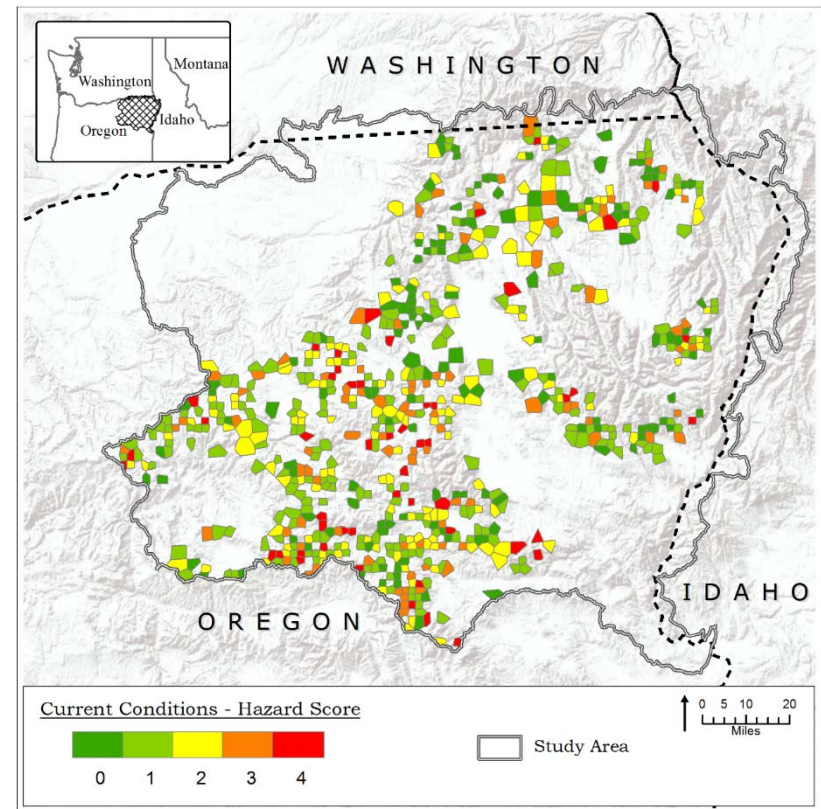 WASHINGTON
Washington
Montana
Oregon
Idaho
OREGON
IDAHO
Current Conditions - Hazard Score
0 1 2 3 4
Study Area
0 5 10 20
Miles